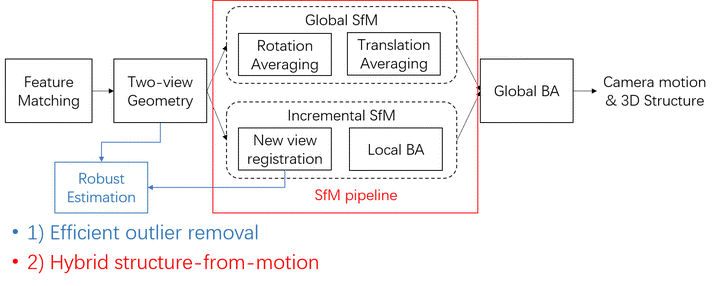 Global SfM
Rotation
Averaging
Translation
Averaging
Feature
Matching
Two-view
Geometry
Global BA
Camera motion
& 3D Structure
Incremental SfM
New view
registration
Local BA
Robust
Estimation
SfM pipeline
• 1) Efficient outlier removal
• 2) Hybrid structure-from-motion